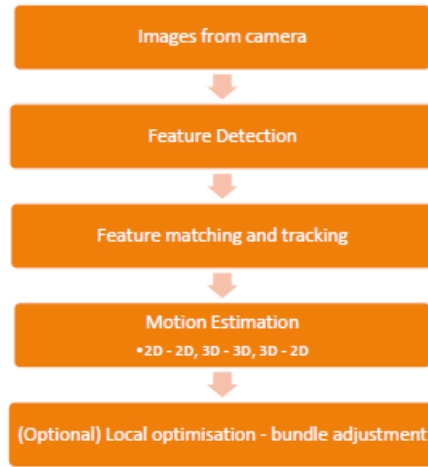 Images from camera
Feature Detection
Feature matching and tracking
Motion Estimation
•2D - 2D, 3D - 3D, 3D - 2D
(Optional) Local optimisation - bundle adjustment